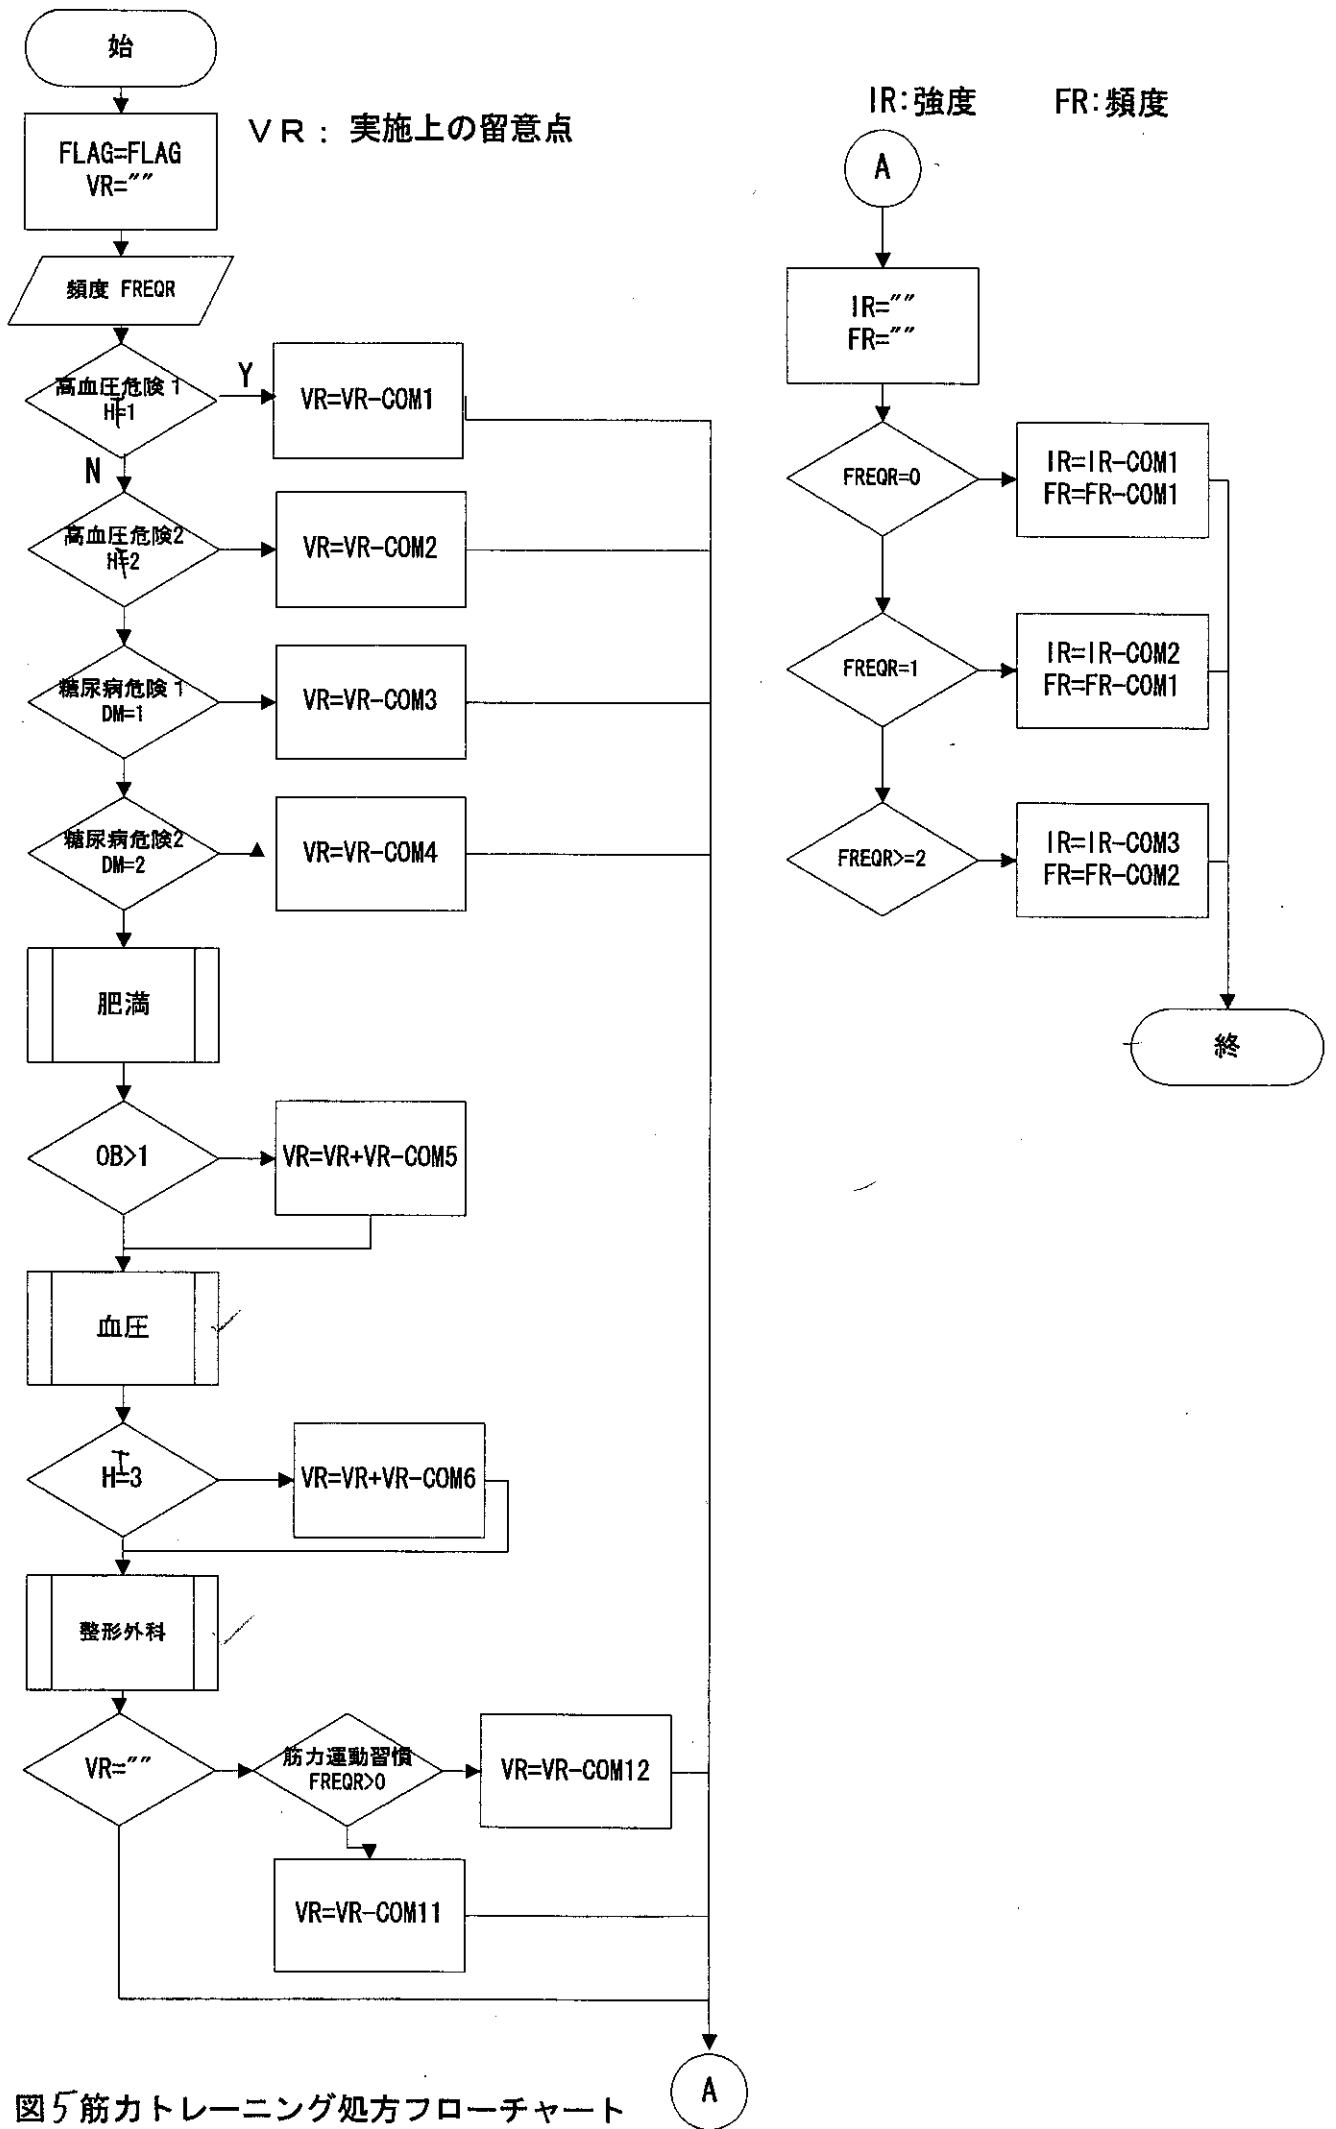 始
VR：実施上の留意点
FLAG=FLAG
VR=""
頻度 FREQR
高血圧危険1
HT=1
Y
VR=VR-COM1
N
高血圧危険2
HT=2
VR=VR-COM2
糖尿病危険1
DM=1
VR=VR-COM3
糖尿病危険2
DM=2
VR=VR-COM4
肥満
OB>1
VR=VR+VR-COM5
血圧
HT=3
VR=VR+VR-COM6
整形外科
VR=""
筋力運動習慣
FREQR>0
VR=VR-COM12
VR=VR-COM11
A
図5筋力トレーニング処方フローチャート
IR:強度 FR:頻度
A
IR=""
FR=""
FREQR=0
IR=IR-COM1
FR=FR-COM1
FREQR=1
IR=IR-COM2
FR=FR-COM1
FREQR>=2
IR=IR-COM3
FR=FR-COM2
終